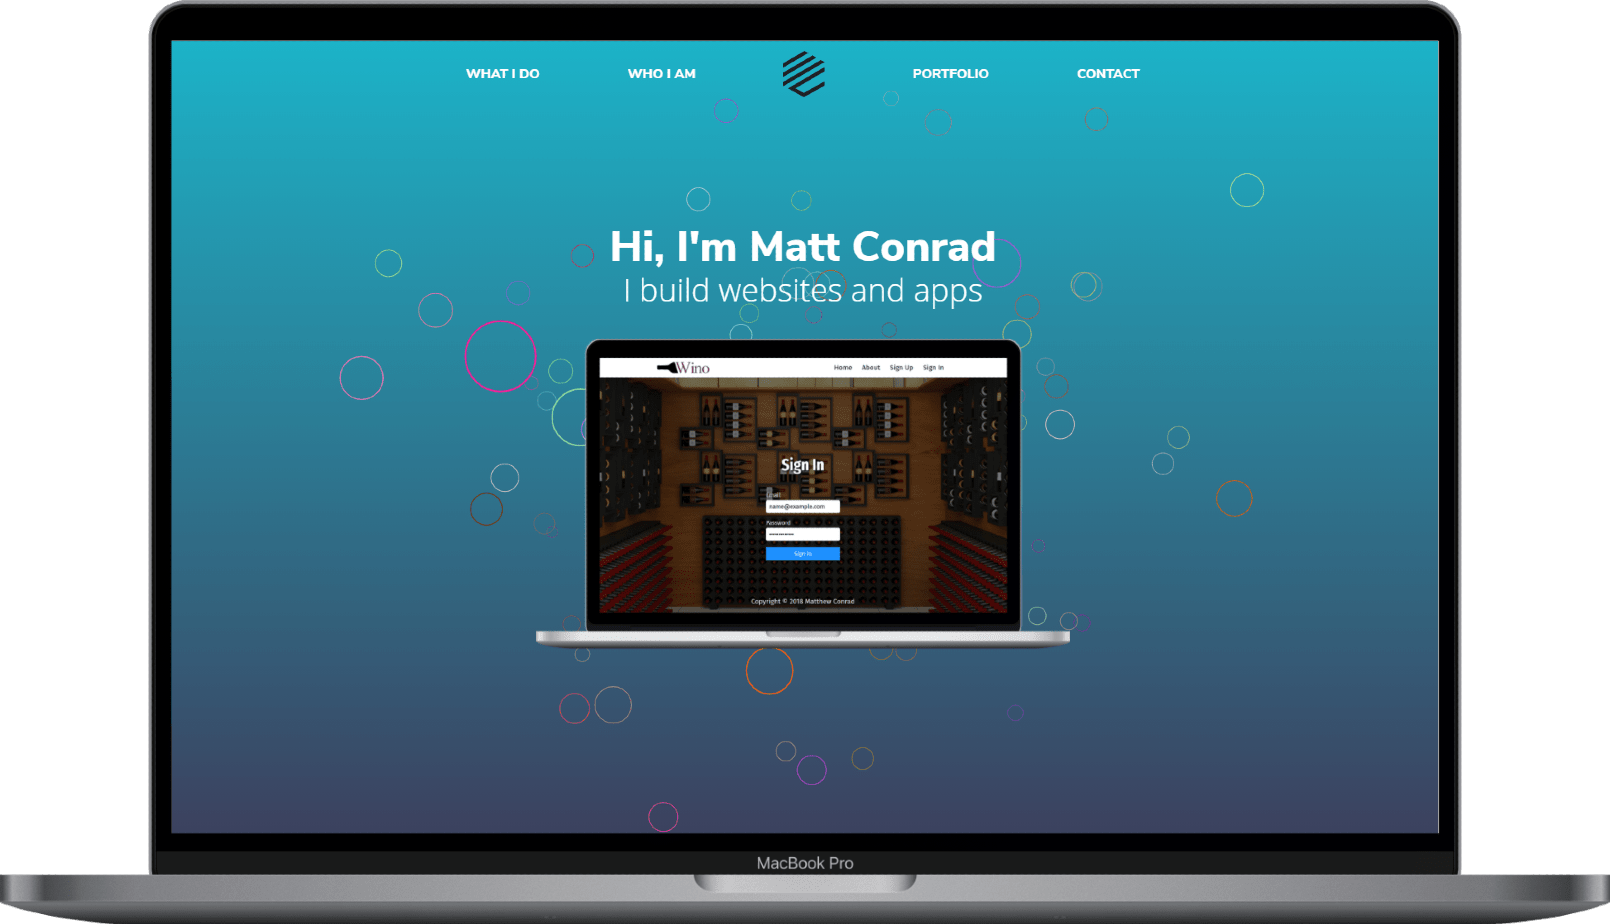 WHAT I DO
WHO I AM
PORTFOLIO
CONTACT
Hi, I'm Matt Conrad
I build websites and apps
Wino
Home About Sign Up Sign In
Sign In
Email
name@example.com
Password
Sign In
Copyright © 2018 Matthew Conrad
MacBook Pro